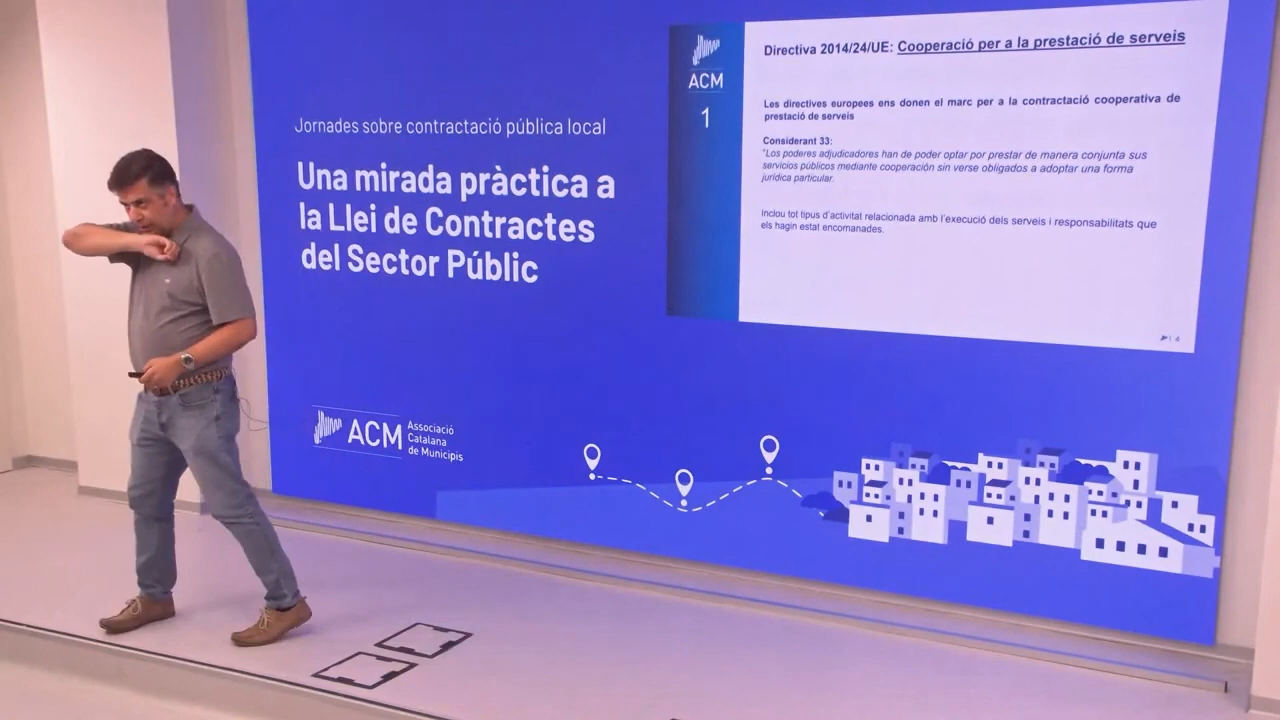 Jornades sobre contractació pública local
Una mirada pràctica a
la Llei de Contractes
del Sector Públic
ACM
Associació
Catalana
de Municipis
ACM
1
Directiva 2014/24/UE: Cooperació per a la prestació de serveis
Les directives europees ens donen el marc per a la contractació cooperativa de
prestació de serveis
Considerant 33:
"Los poderes adjudicadores han de poder optar por prestar de manera conjunta sus
servicios públicos mediante cooperación sin verse obligados a adoptar una forma
jurídica particular.
Inclou tot tipus d'activitat relacionada amb l'execució dels serveis i responsabilitats que
els hagin estat encomanades.
4